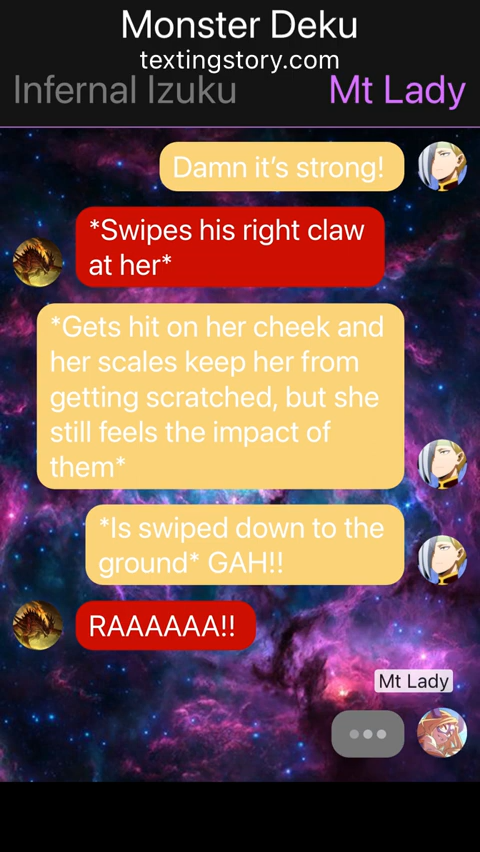 Monster Deku
textingstory.com
Infernal Izuku Mt Lady
Damn it’s strong!
*Swipes his right claw
at her*
*Gets hit on her cheek and
her scales keep her from
getting scratched, but she
still feels the impact of
them*
*Is swiped down to the
ground* GAH!!
RAAAAAA!!
Mt Lady